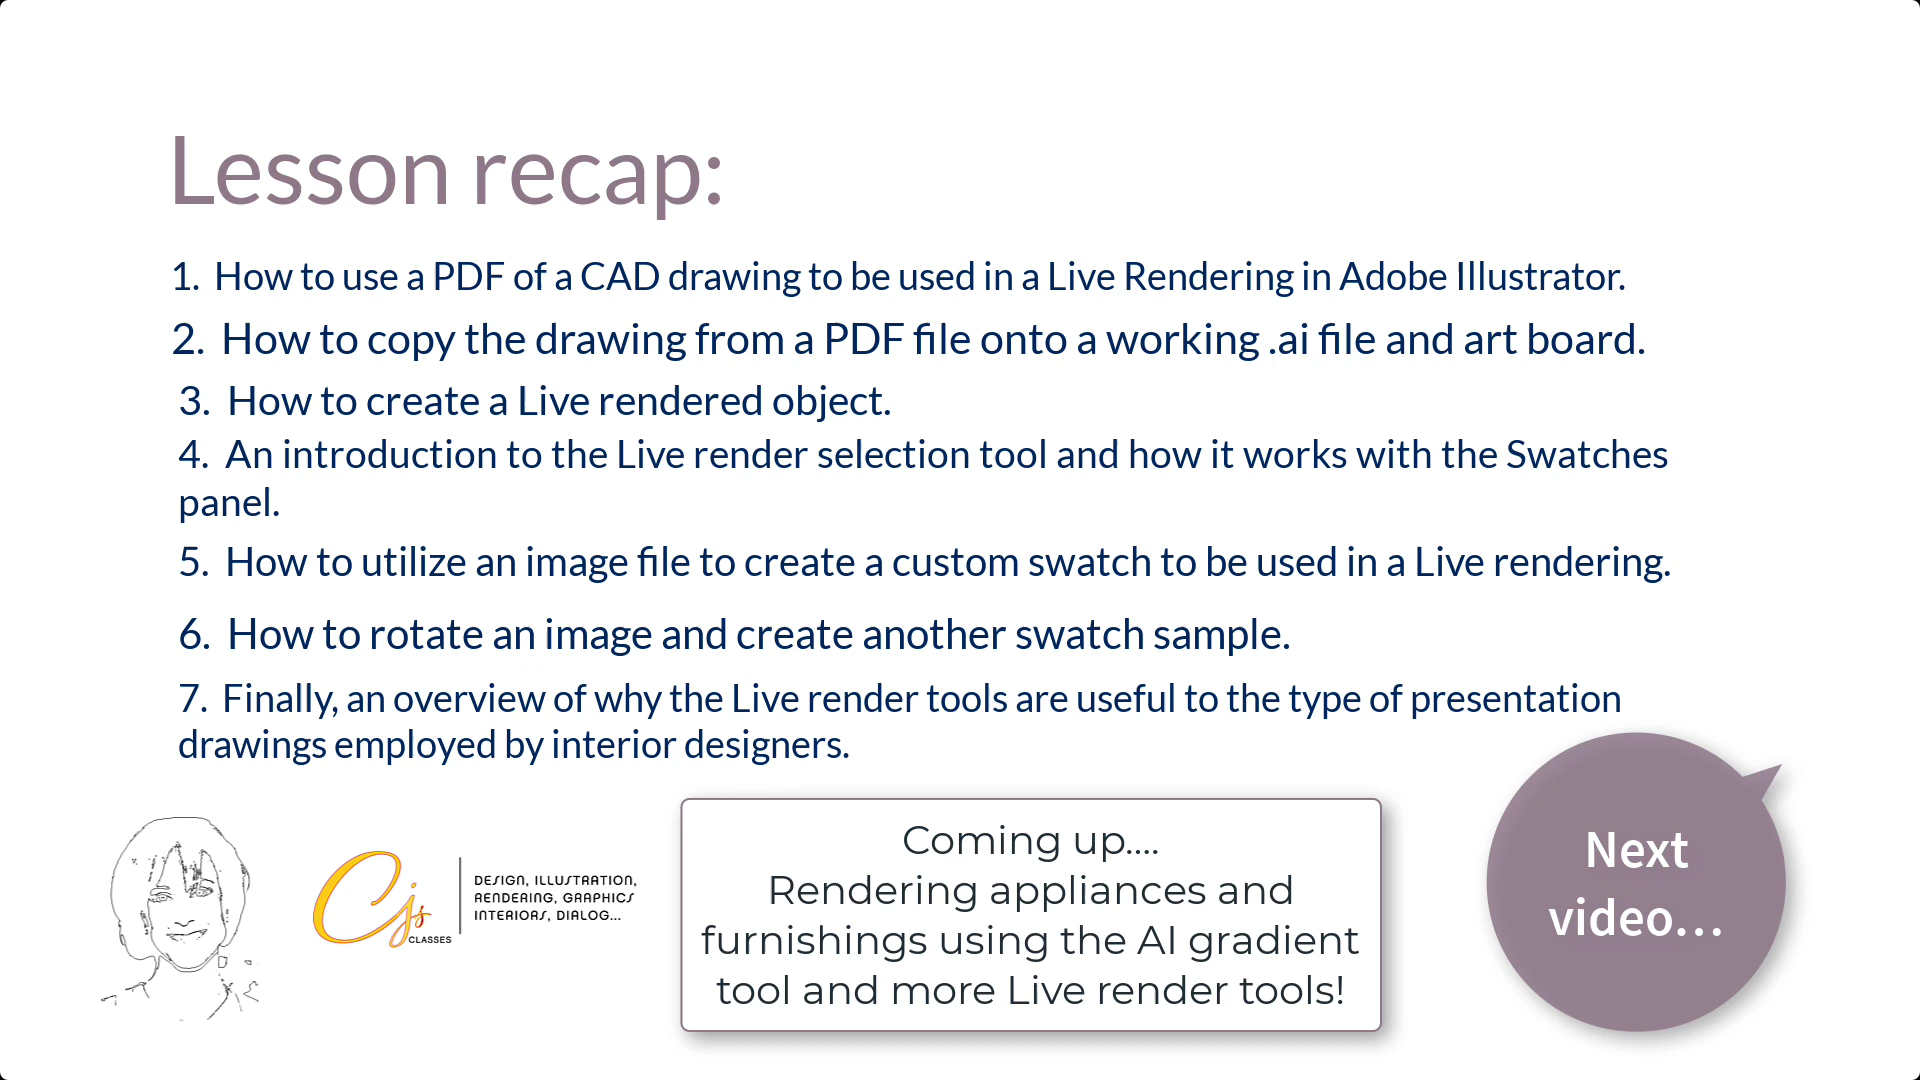 Lesson recap:
1. How to use a PDF of a CAD drawing to be used in a Live Rendering in Adobe Illustrator.
2. How to copy the drawing from a PDF file onto a working .ai file and art board.
3. How to create a Live rendered object.
4. An introduction to the Live render selection tool and how it works with the Swatches
panel.
5. How to utilize an image file to create a custom swatch to be used in a Live rendering.
6. How to rotate an image and create another swatch sample.
7. Finally, an overview of why the Live render tools are useful to the type of presentation
drawings employed by interior designers.
Cjs
CLASSES
DESIGN, ILLUSTRATION,
RENDERING, GRAPHICS
INTERIORS, DIALOG...
Coming up....
Rendering appliances and
furnishings using the AI gradient
tool and more Live render tools!
Next
video...